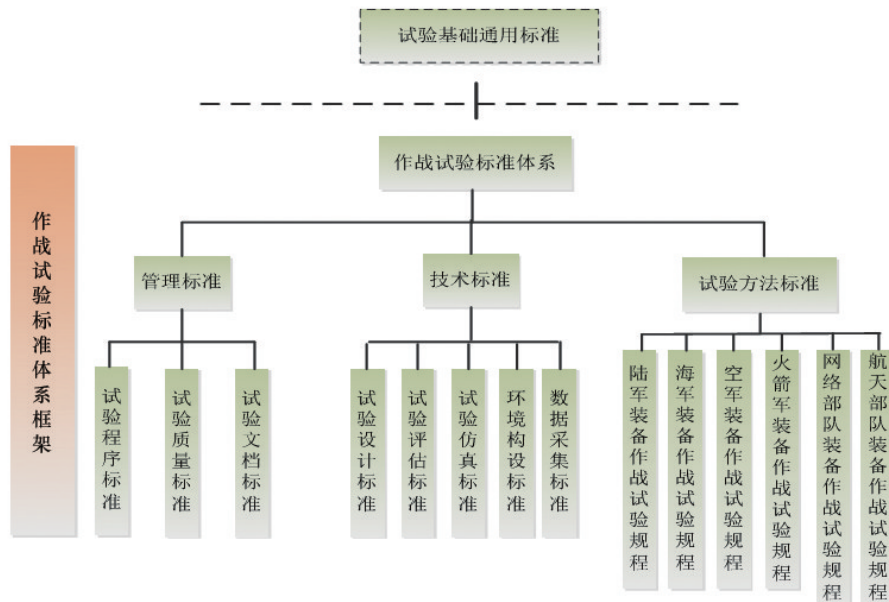 试验基础通用标准
作战试验标准体系
作战试验标准体系框架
管理标准
技术标准
试验方法标准
试验程序标准
试验质量标准
试验文档标准
试验设计标准
试验评估标准
试验仿真标准
环境构设标准
数据采集标准
陆军装备作战试验规程
海军装备作战试验规程
空军装备作战试验规程
火箭军装备作战试验规程
网络部队装备作战试验规程
航天部队装备作战试验规程